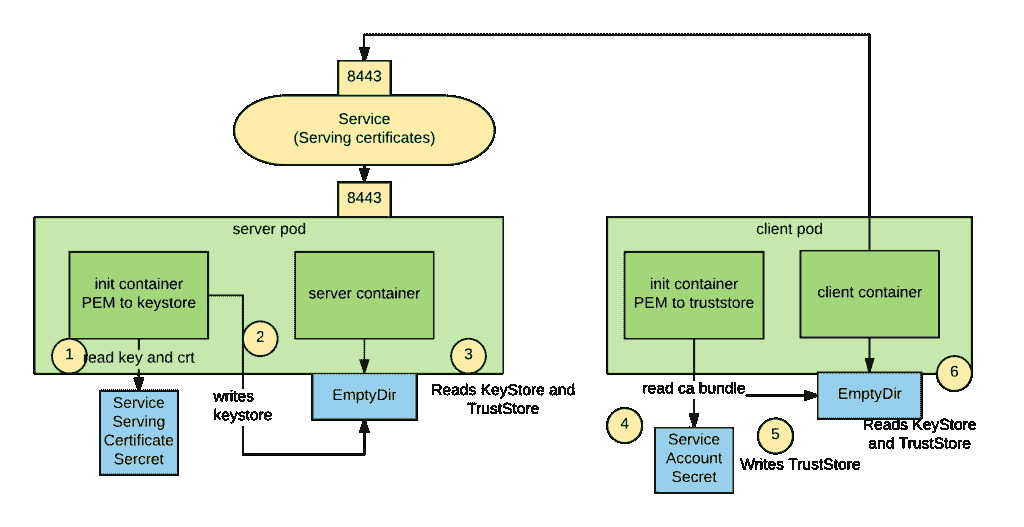 8443
Service
(Serving certificates)
8443
server pod
init container
PEM to keystore
server container
1
read key and crt
2
3
writes
keystore
EmptyDir
Reads KeyStore and
TrustStore
Service
Serving
Certificate
Sercret
client pod
init container
PEM to truststore
client container
read ca bundle
6
EmptyDir
4
5
Reads KeyStore
and TrustStore
Service
Account
Secret
Writes TrustStore